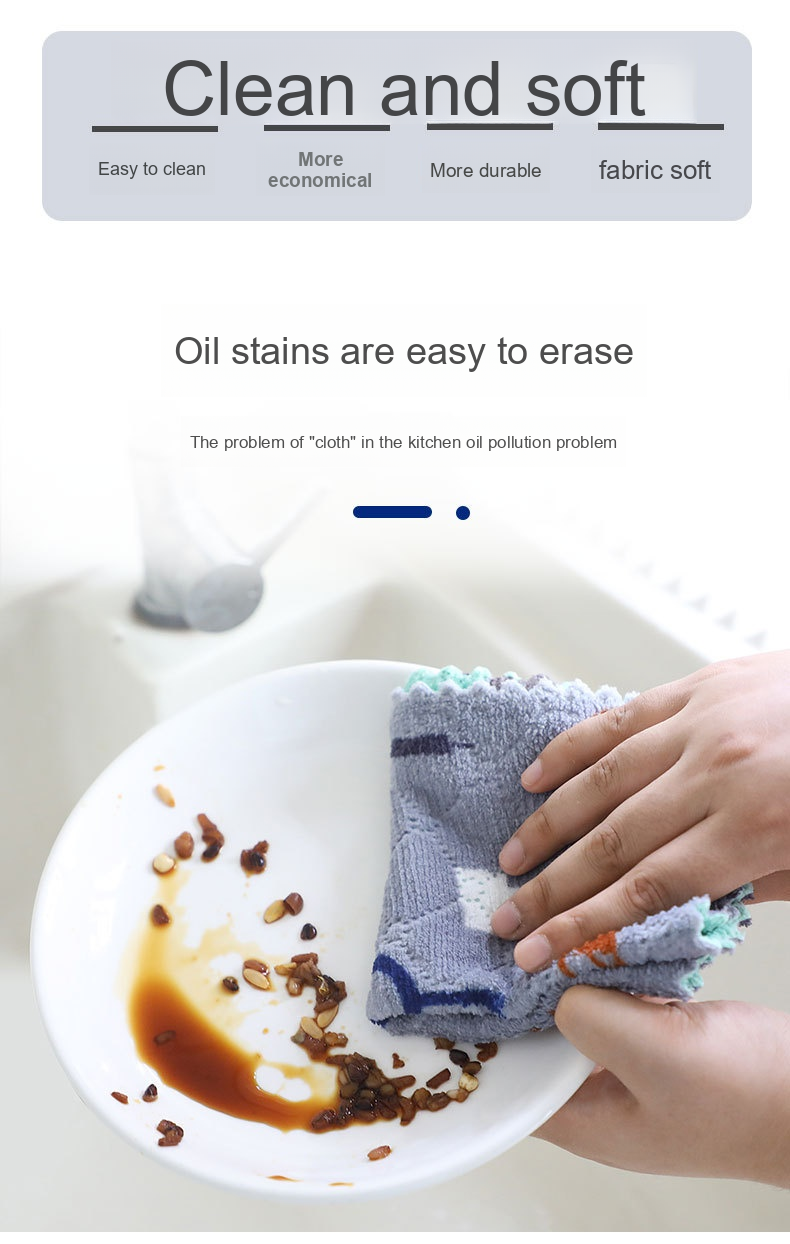 Clean and soft
Easy to clean
More
economical
More durable
fabric soft
Oil stains are easy to erase
The problem of "cloth" in the kitchen oil pollution problem